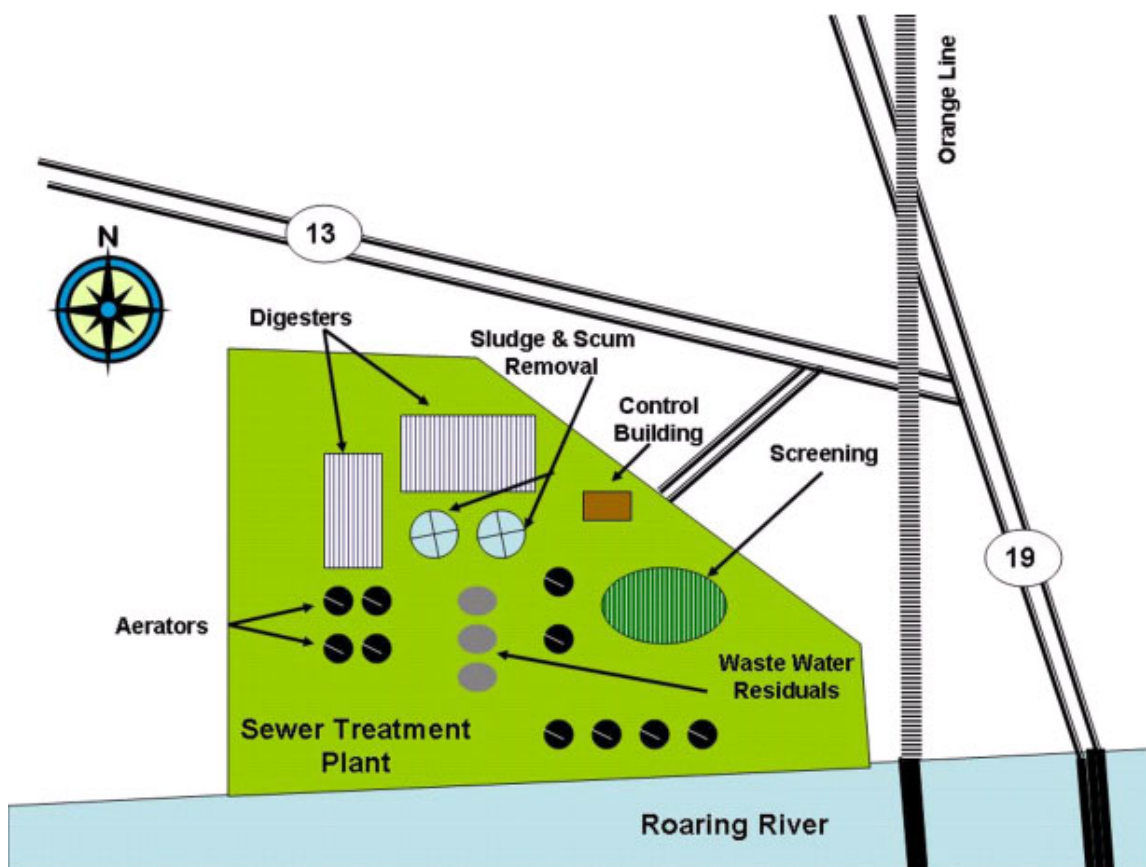 Orange Line
13
N
Digesters
Sludge & Scum
Removal
Control
Building
Screening
19
Aerators
Waste Water
Residuals
Sewer Treatment
Plant
Roaring River